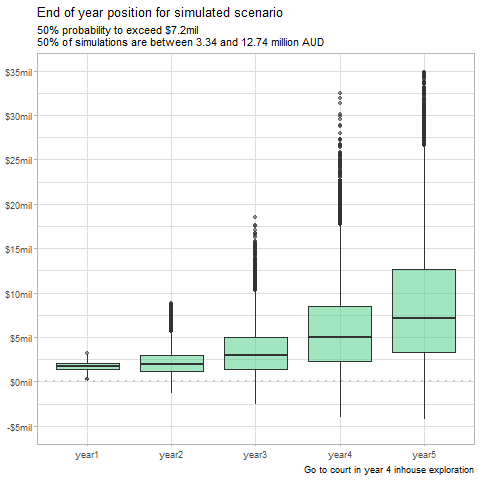 End of year position for simulated scenario
50% probability to exceed $7.2mil
50% of simulations are between 3.34 and 12.74 million AUD
$35mil
$30mil
$25mil
$20mil
$15mil
$10mil
$5mil
$0mil
-$5mil
year1 year2 year3 year4 year5
Go to court in year 4 inhouse exploration